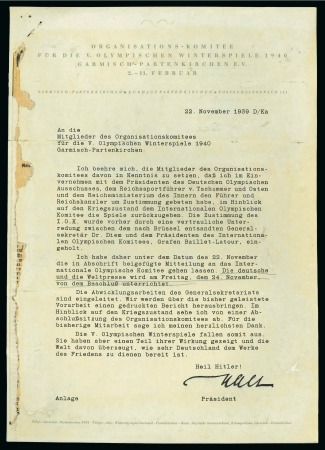 ORGANISATIONS-KOMITEE
FÜR DIE V. OLYMPISCHEN WINTERSPIELE 1940
GARMISCH-PARTENKIRCHEN E.V.
2.-11. FEBRUAR
22. November 1939 D/Ea
An die
Mitglieder des Organisationskomitees
für die V. Olympischen Winterspiele 1940
Garmisch-Partenkirchen
Ich beehre mich, die Mitglieder des Organisations-
komitees davon in Kenntnis zu setzen, daß ich im Ein-
vernehmen mit dem Präsidenten des Deutschen Olympischen
Ausschusses, dem Reichssportführer v. Tschammer und Osten
und dem Reichsministerium des Innern den Führer und
Reichskanzler um Zustimmung gebeten habe, im Hinblick
auf den Kriegszustand dem Internationalen Olympischen
Komitee die Spiele zurückzugeben. Die Zustimmung des
I.O.K. wurde vorher durch eine vertrauliche Unter-
redung zwischen dem nach Brüssel entsandten General-
sekretär Dr. Diem und dem Präsidenten des Internatio-
nalen Olympischen Komitees, Grafen Baillet-Latour, ein-
geholt.
Ich habe daher unter dem Datum des 22. November
die in Abschrift beigefügte Mitteilung an das Inter-
nationale Olympische Komitee gehen lassen. Die deutsche
und die Weltpresse wird am Freitag, dem 24. November,
von dem Beschluß unterrichtet.
Die Abwicklungsarbeiten des Generalsekretariats
sind eingeleitet. Wir werden über die bisher geleistete
Vorarbeit einen gedruckten Bericht herausbringen. Im
Hinblick auf den Kriegszustand sehe ich von einer Ab-
schlußsitzung des Organisationskomitees ab. Für die
bisherige Mitarbeit sage ich meinen herzlichsten Dank.
Die V. Olympischen Winterspiele fallen somit aus.
Sie haben aber einen Teil ihrer Wirkung gezeigt und die
Welt davon überzeugt, wie sehr Deutschland dem Werke
des Friedens zu dienen bereit ist.
Heil Hitler!
Anlage Präsident